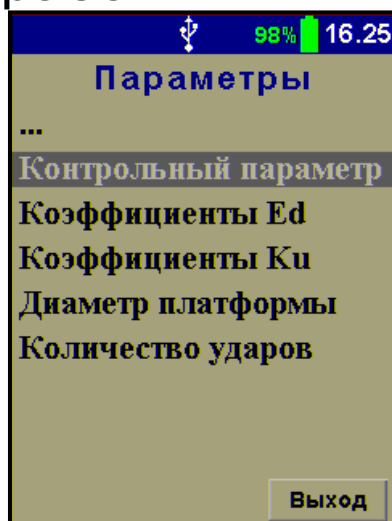 98% 16.25
Параметры
...
Контрольный параметр
Коэффициенты Ed
Коэффициенты Ku
Диаметр платформы
Количество ударов
Выход